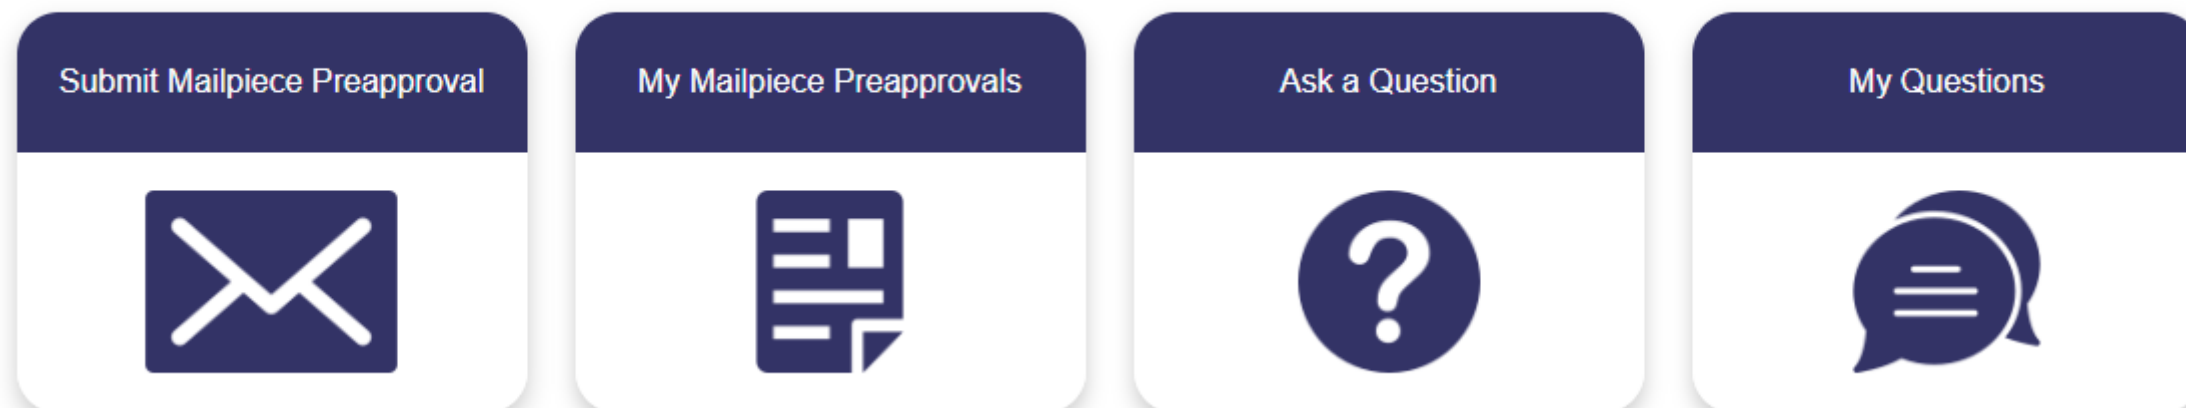 Submit Mailpiece Preapproval
My Mailpiece Preapprovals
Ask a Question
My Questions